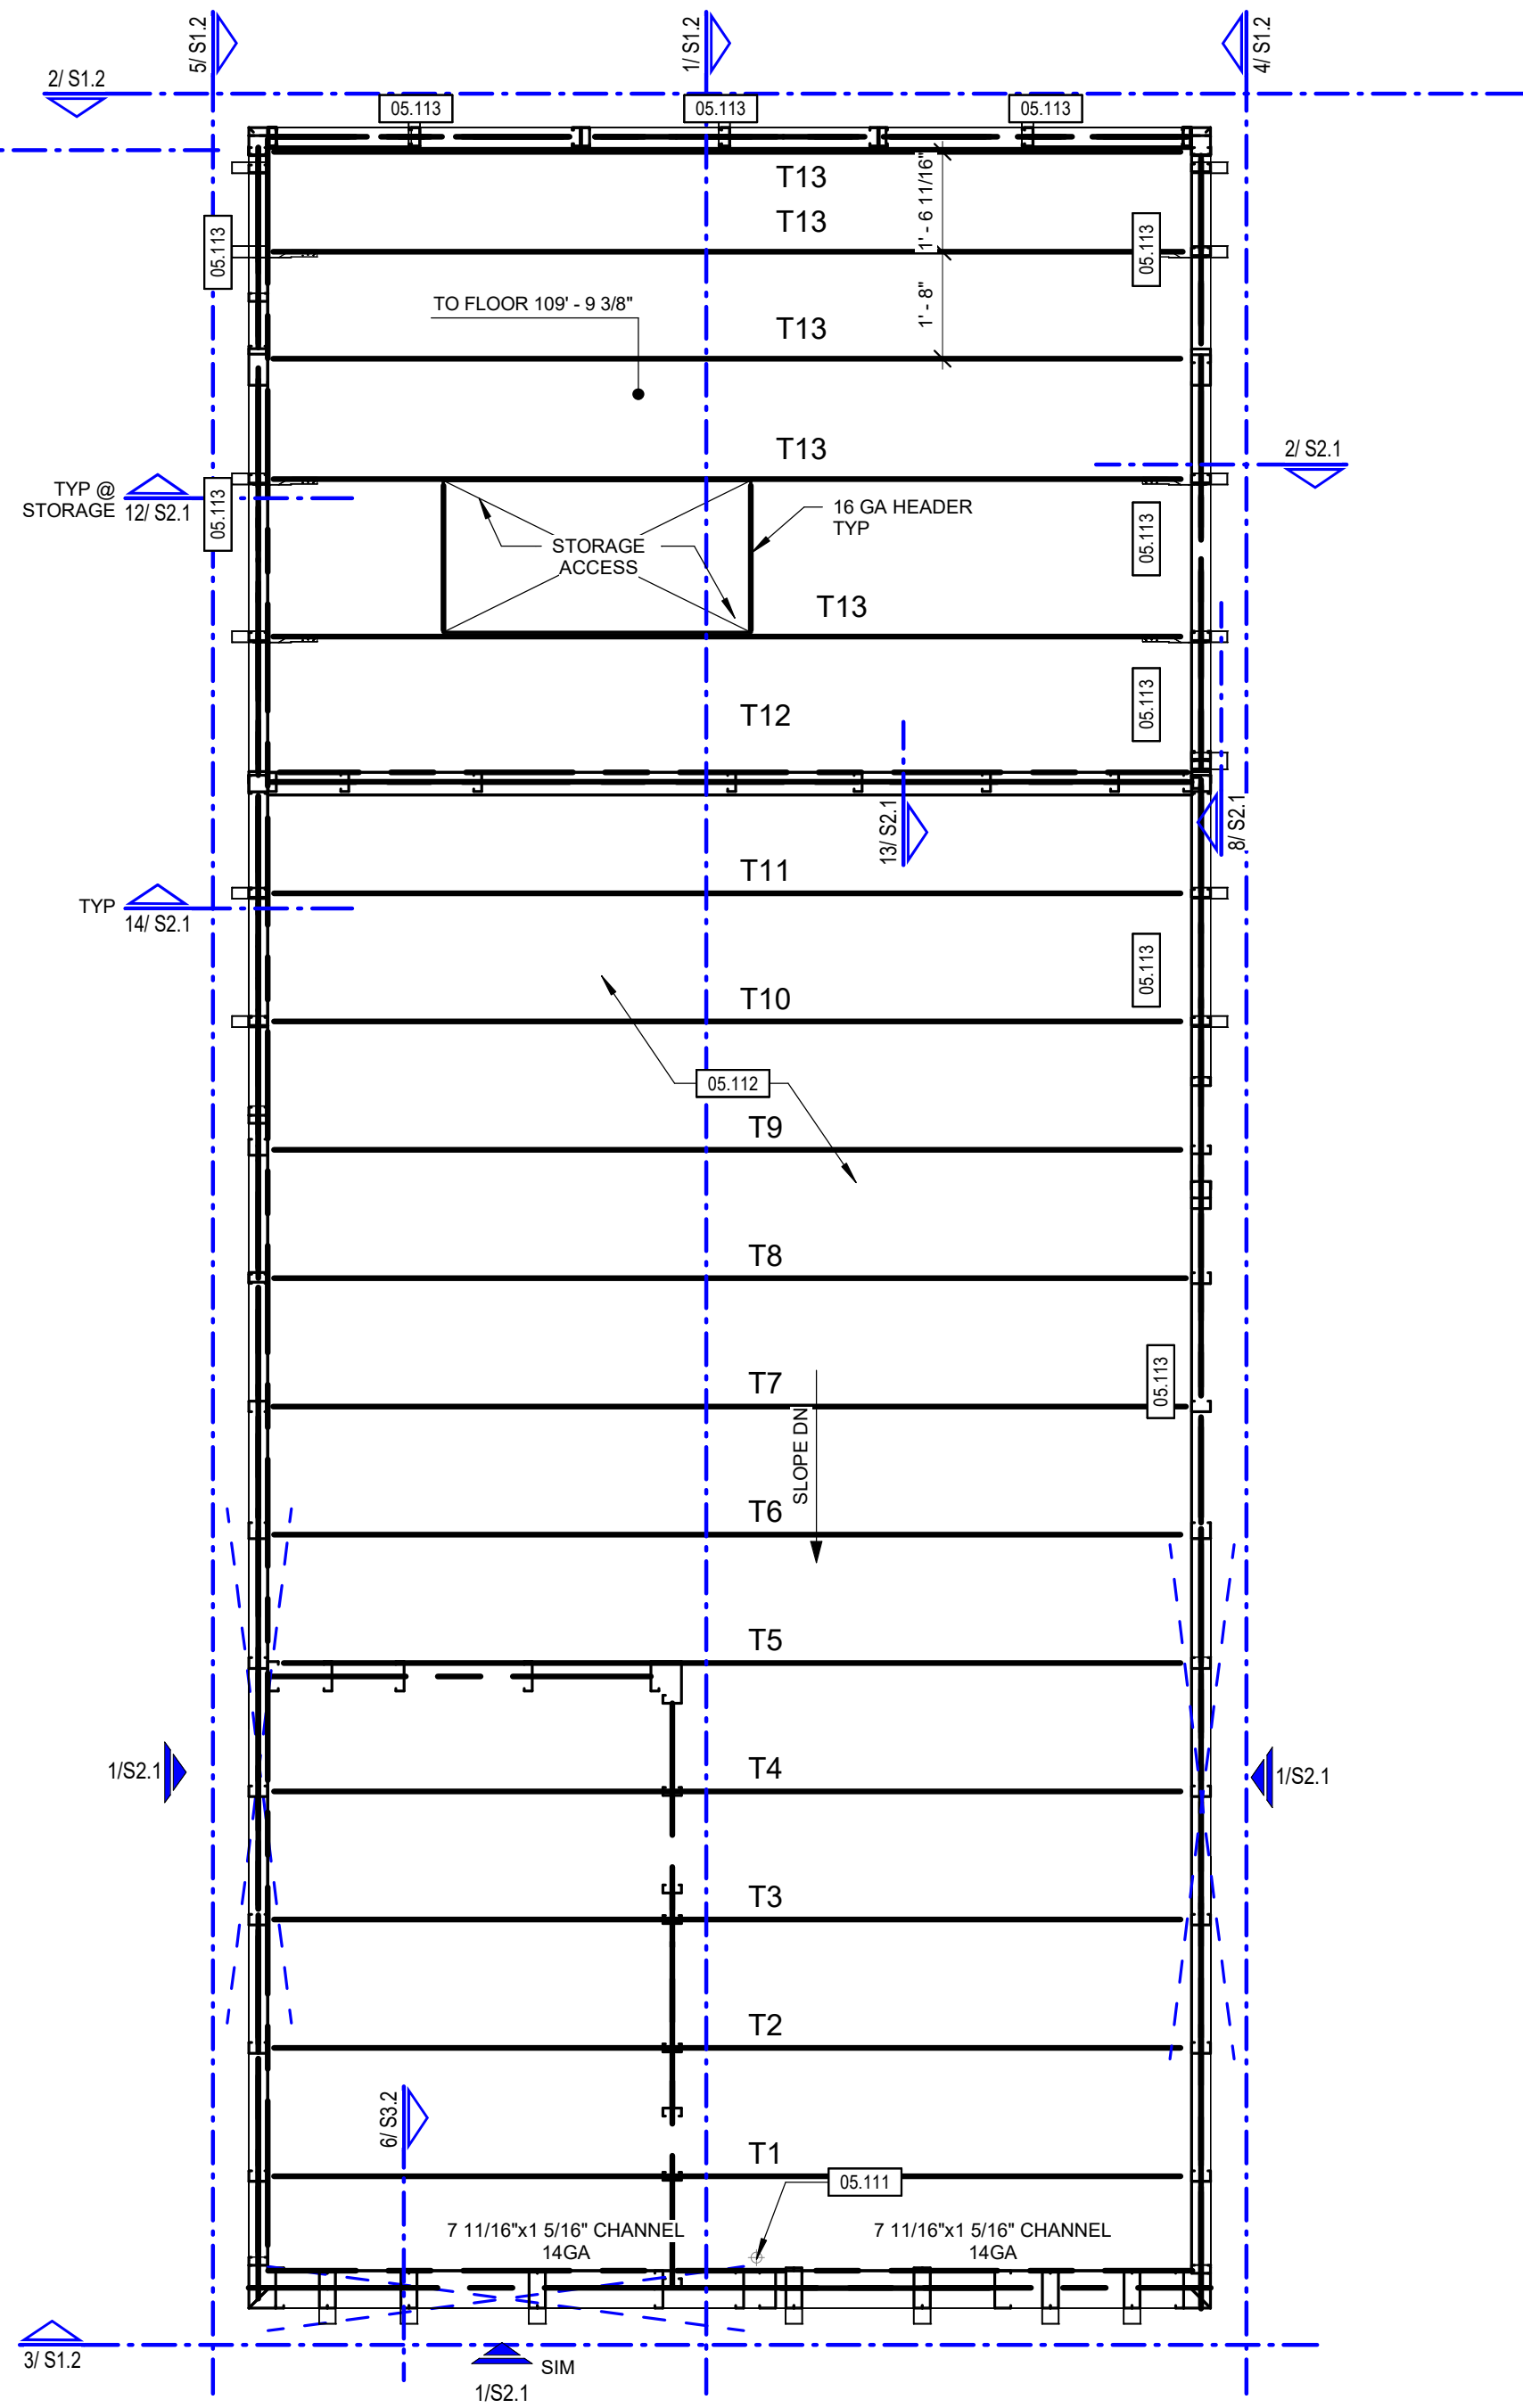 5/ S1.2
1/ S1.2
4/ S1.2
2/ S1.2
05.113
05.113
05.113
T13
1' - 6 11/16"
T13
05.113
05.113
TO FLOOR 109' - 9 3/8"
1' - 8"
T13
T13
2/ S2.1
TYP @
STORAGE
12/ S2.1
05.113
16 GA HEADER
TYP
05.113
STORAGE
ACCESS
T13
05.113
T12
13/ S2.1
8/ S2.1
T11
TYP
14/ S2.1
05.113
T10
05.112
T9
T8
T7
05.113
SLOPE DN
T6
T5
T4
1/S2.1
1/S2.1
T3
T2
6/ S3.2
T1
05.111
7 11/16"x1 5/16" CHANNEL
14GA
7 11/16"x1 5/16" CHANNEL
14GA
3/ S1.2
SIM
1/S2.1